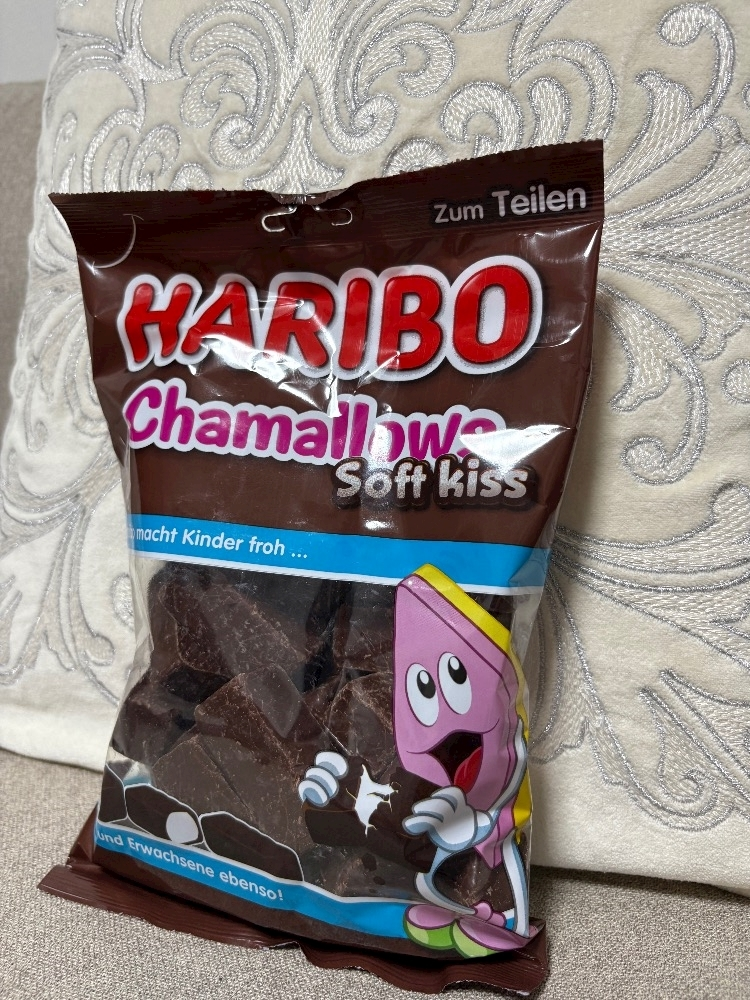 Zum Teilen
HARIBO
Chamallows
Soft kiss
macht Kinder froh ...
und Erwachsene ebenso!